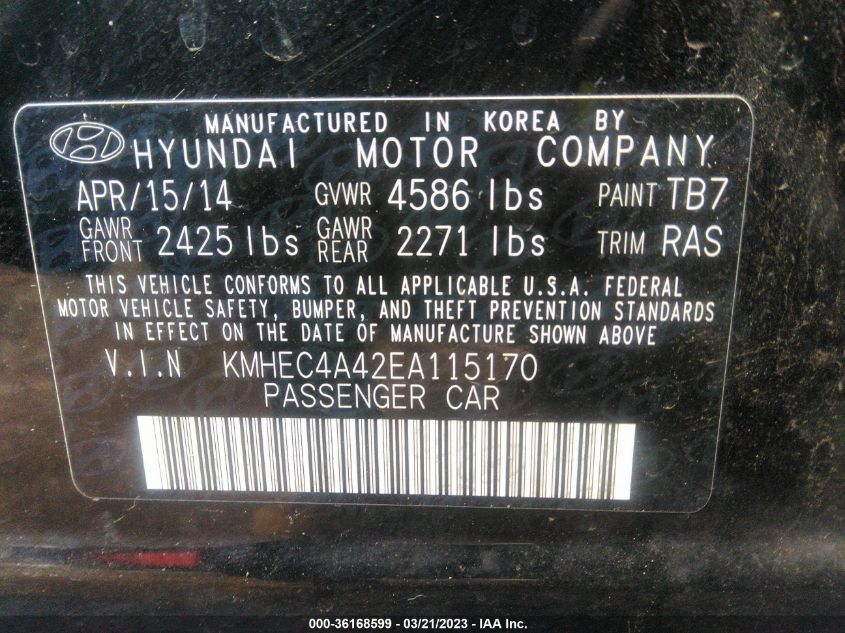 MANUFACTURED IN KOREA BY
HYUNDAI MOTOR COMPANY
APR/15/14 GVWR 4586 lbs PAINT TB7
GAWR FRONT 2425 lbs GAWR REAR 2271 lbs TRIM RAS
THIS VEHICLE CONFORMS TO ALL APPLICABLE U.S.A. FEDERAL
MOTOR VEHICLE SAFETY, BUMPER, AND THEFT PREVENTION STANDARDS
IN EFFECT ON THE DATE OF MANUFACTURE SHOWN ABOVE
V.I.N KMHEC4A42EA115170
PASSENGER CAR
000-36168599 - 03/21/2023 - IAA Inc.